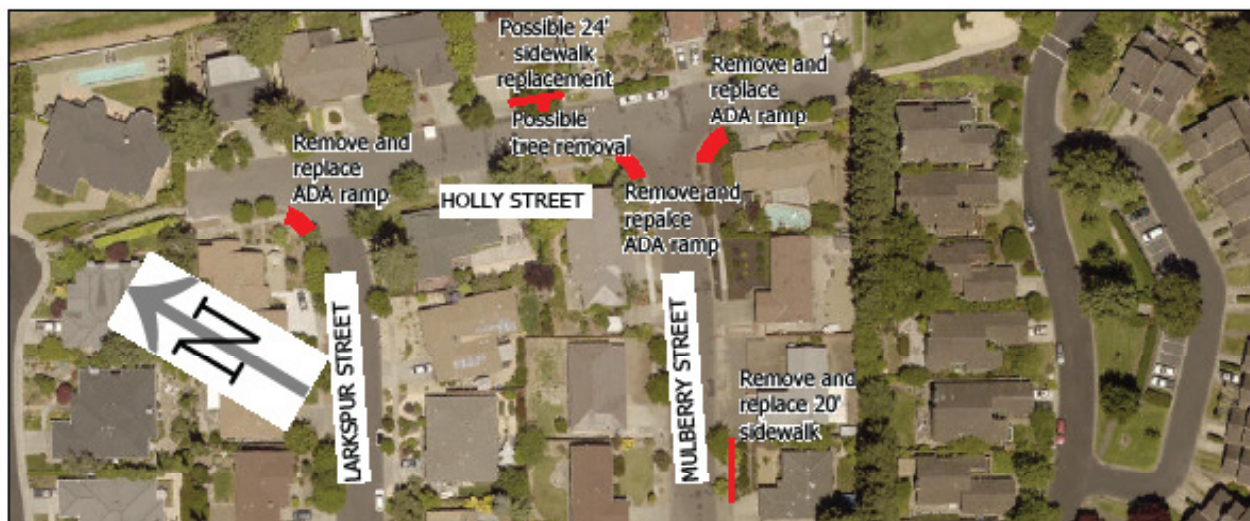 Possible 24'
sidewalk
replacement
Possible
tree removal
Remove and
replace
ADA ramp
Remove and
replace
ADA ramp
HOLLY STREET
Remove and
repalce
ADA ramp
N
LARKSPUR STREET
MULBERRY STREET
Remove and
replace 20'
sidewalk